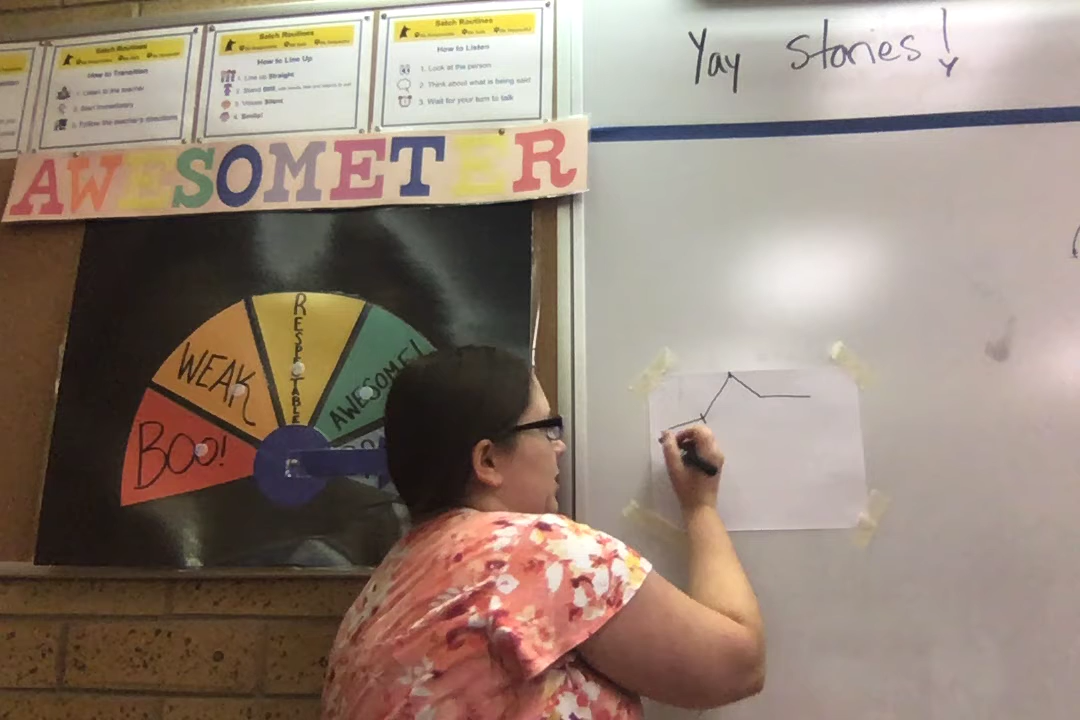 Batch Routines
How to Transition
1. Listen to the teacher
2. Start immediately
3. Follow the teacher's directions
Batch Routines
How to Line Up
1. Line up Straight
2. Stand Still
3. Voices Silent
4. Smile!
Batch Routines
How to Listen
1. Look at the person
2. Think about what is being said
3. Wait for your turn to talk
Yay stories!
AWESOMETER
BOO!
WEAK
RESPECTABLE
AWESOME!